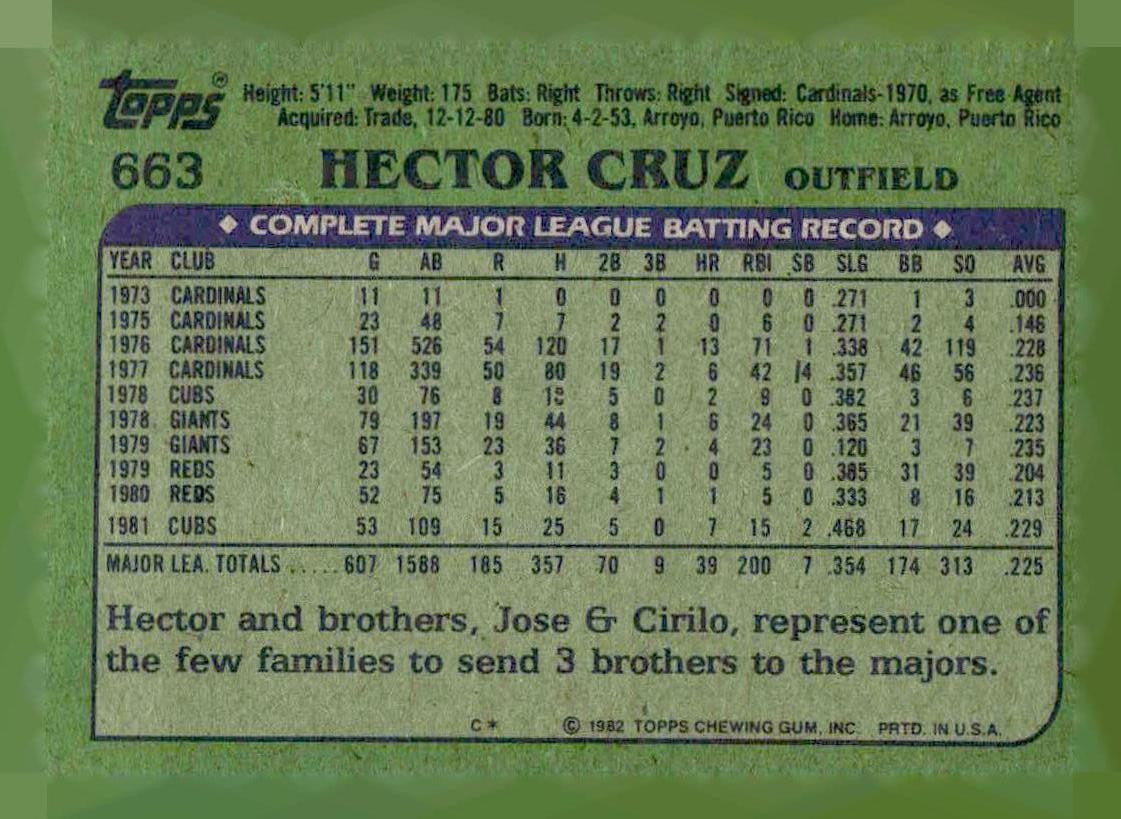 Topps® Height: 5'11" Weight: 175 Bats: Right Throws: Right Signed: Cardinals-1970, as Free Agent
Acquired: Trade, 12-12-80 Born: 4-2-53, Arroyo, Puerto Rico Home: Arroyo, Puerto Rico
663 HECTOR CRUZ OUTFIELD
◆ COMPLETE MAJOR LEAGUE BATTING RECORD ◆
YEAR CLUB G AB R H 2B 3B HR RBI SB SLG BB SO AVG
1973 CARDINALS 11 11 1 0 0 0 0 0 0 .271 1 3 .000
1975 CARDINALS 23 48 7 7 2 2 0 6 0 .271 2 4 .146
1976 CARDINALS 151 526 54 120 17 1 13 71 1 .338 42 119 .228
1977 CARDINALS 118 339 50 80 19 2 6 42 4 .357 46 56 .236
1978 CUBS 30 76 8 5 0 2 9 0 .382 3 6 .237
1978 GIANTS 79 197 19 44 8 1 6 24 0 .365 21 39 .223
1979 GIANTS 67 153 23 36 7 2 4 23 0 .120 3 7 .235
1979 REDS 23 54 3 11 3 0 0 5 0 .385 31 39 .204
1980 REDS 52 75 5 16 4 1 1 5 0 .333 8 16 .213
1981 CUBS 53 109 15 25 5 0 7 15 2 .468 17 24 .229
MAJOR LEA. TOTALS ..... 607 1588 185 357 70 9 39 200 7 .354 174 313 .225
Hector and brothers, Jose & Cirilo, represent one of
the few families to send 3 brothers to the majors.
C* © 1982 TOPPS CHEWING GUM, INC. PRTD. IN U.S.A.